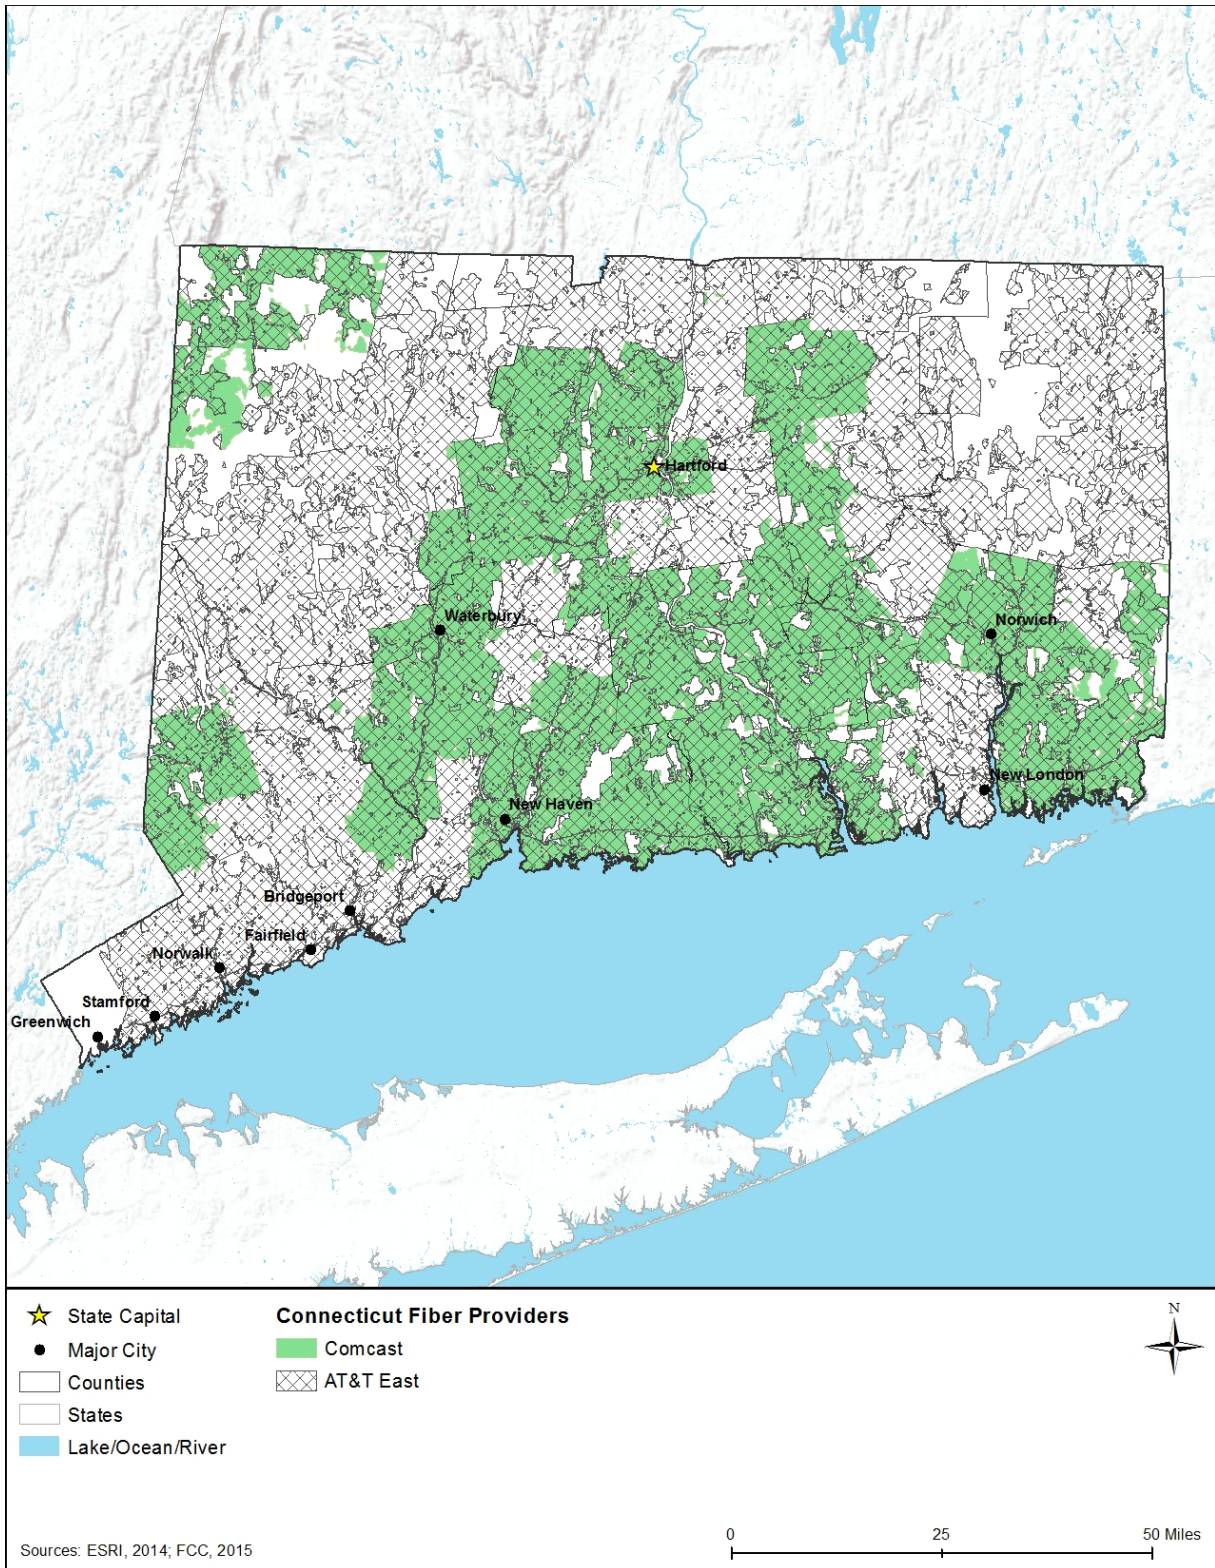 Hartford
Waterbury
Norwich
New London
New Haven
Bridgeport
Fairfield
Norwalk
Stamford
Greenwich
State Capital
Major City
Counties
States
Lake/Ocean/River
Connecticut Fiber Providers
Comcast
AT&T East
N
0 25 50 Miles
Sources: ESRI, 2014; FCC, 2015